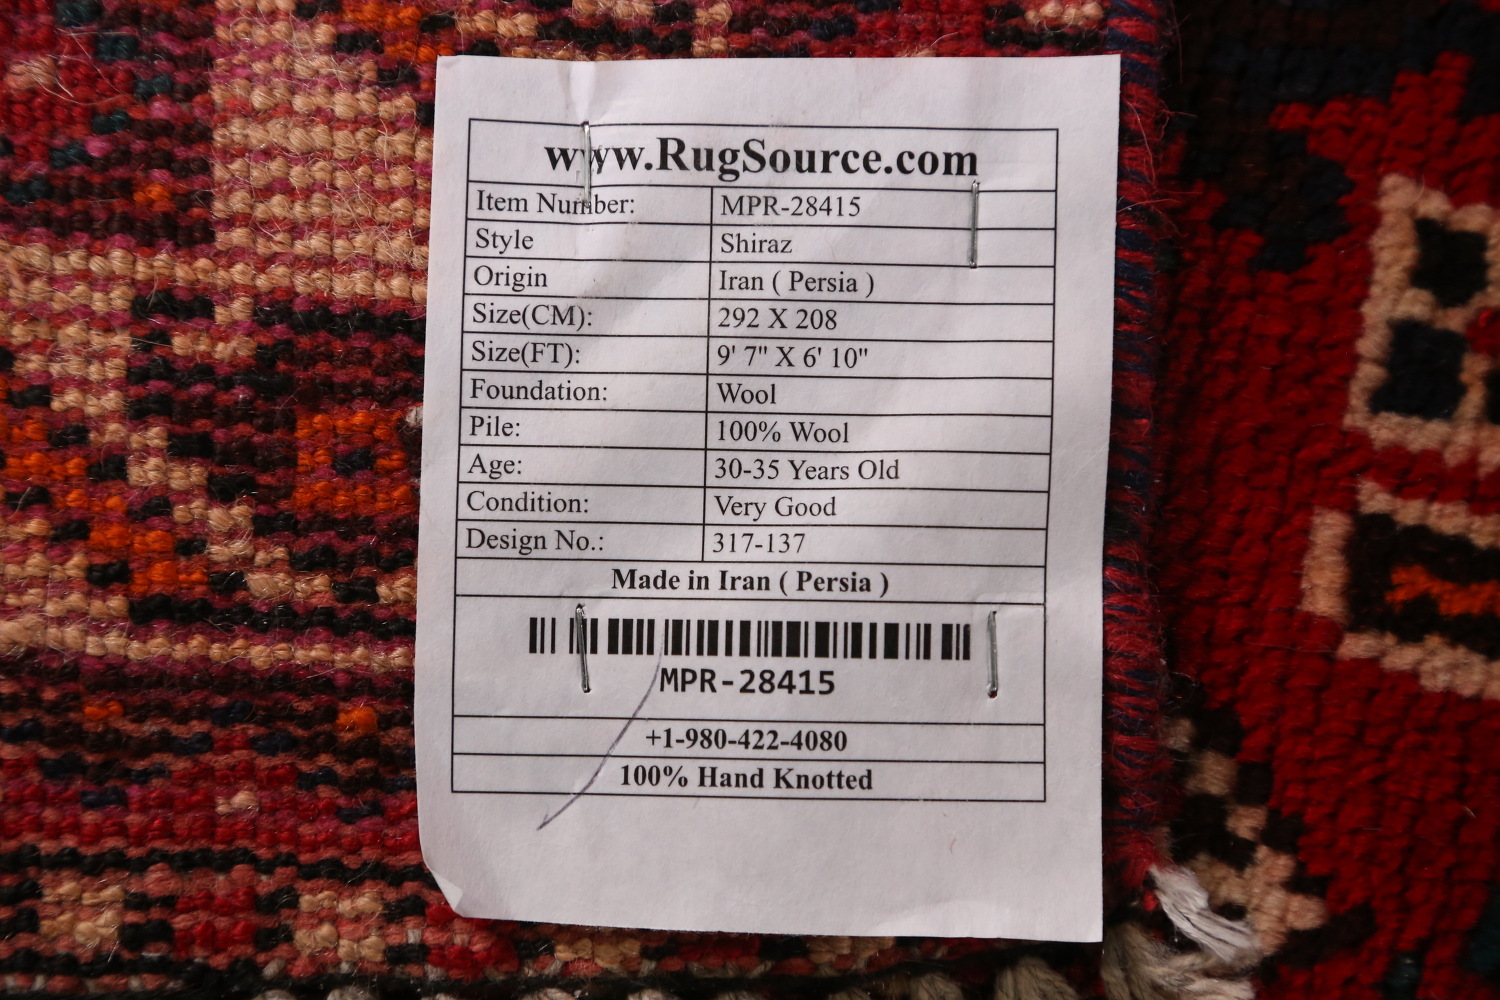 www.RugSource.com
Item Number: MPR-28415
Style Shiraz
Origin Iran ( Persia )
Size(CM): 292 X 208
Size(FT): 9' 7" X 6' 10"
Foundation: Wool
Pile: 100% Wool
Age: 30-35 Years Old
Condition: Very Good
Design No.: 317-137
Made in Iran ( Persia )
MPR-28415
+1-980-422-4080
100% Hand Knotted